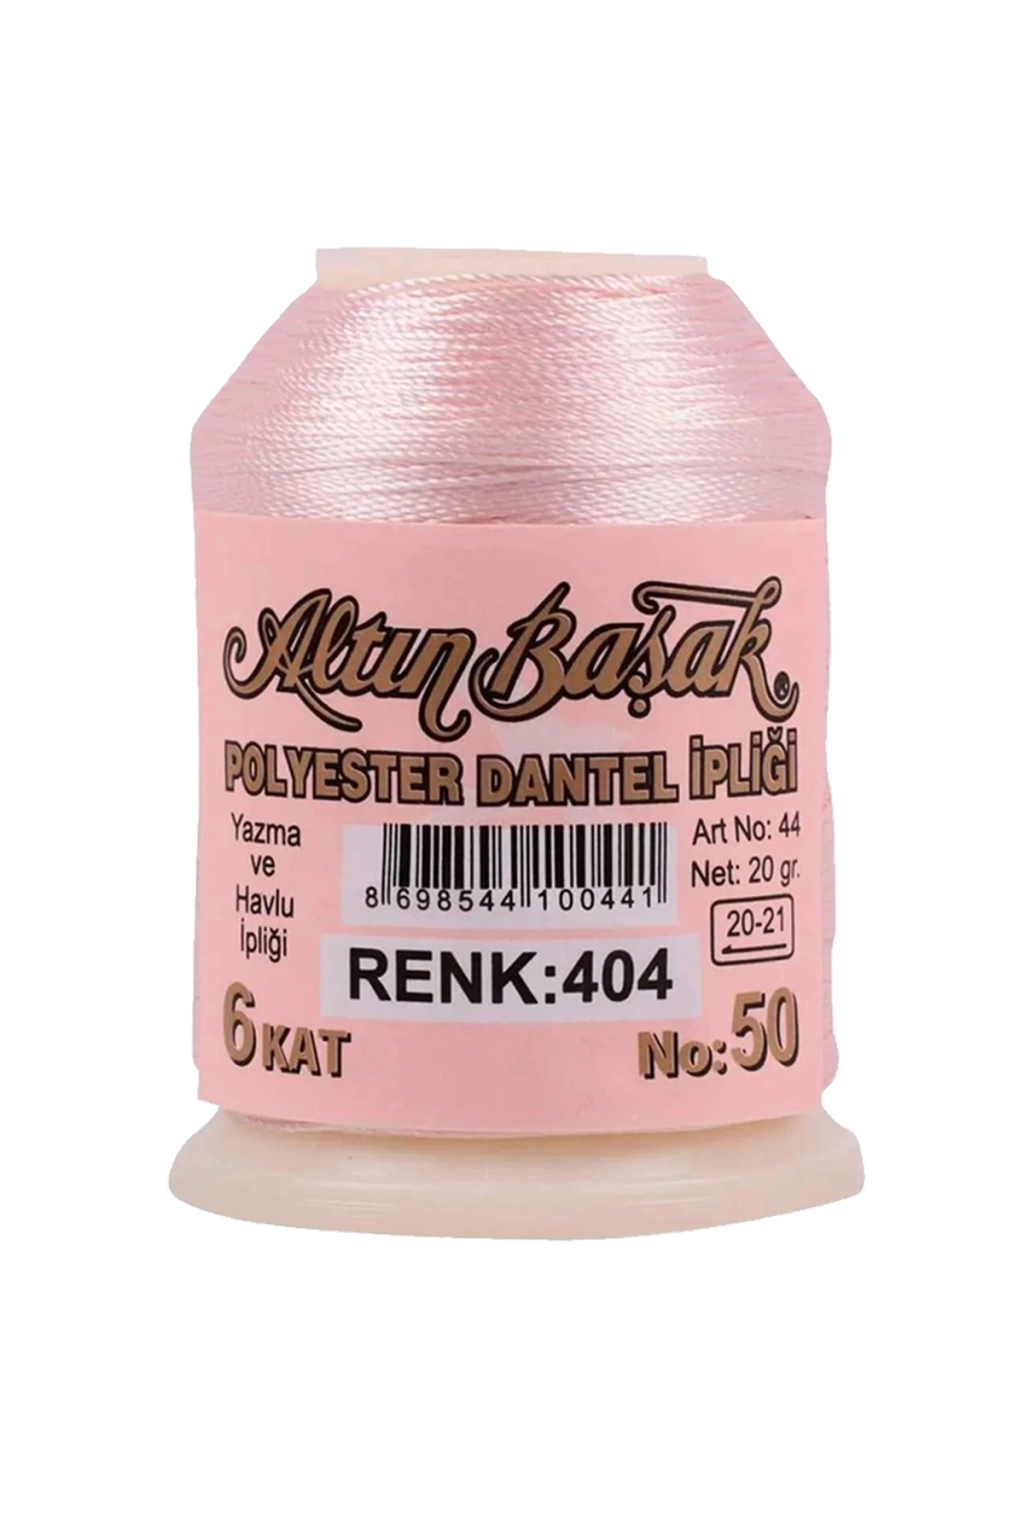 Altın Başak ®
POLYESTER DANTEL İPLİĞİ
Yazma
ve
Havlu
İpliği
8 698544 100441
Art No: 44
Net: 20 gr.
20-21
RENK:404
6 KAT
No: 50